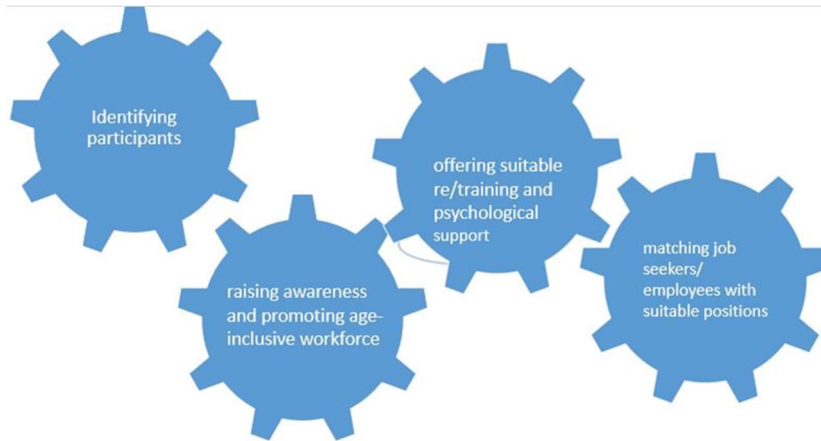 Identifying
participants
raising awareness
and promoting age-
inclusive workforce
offering suitable
re/training and
psychological
support
matching job
seekers/
employees with
suitable positions